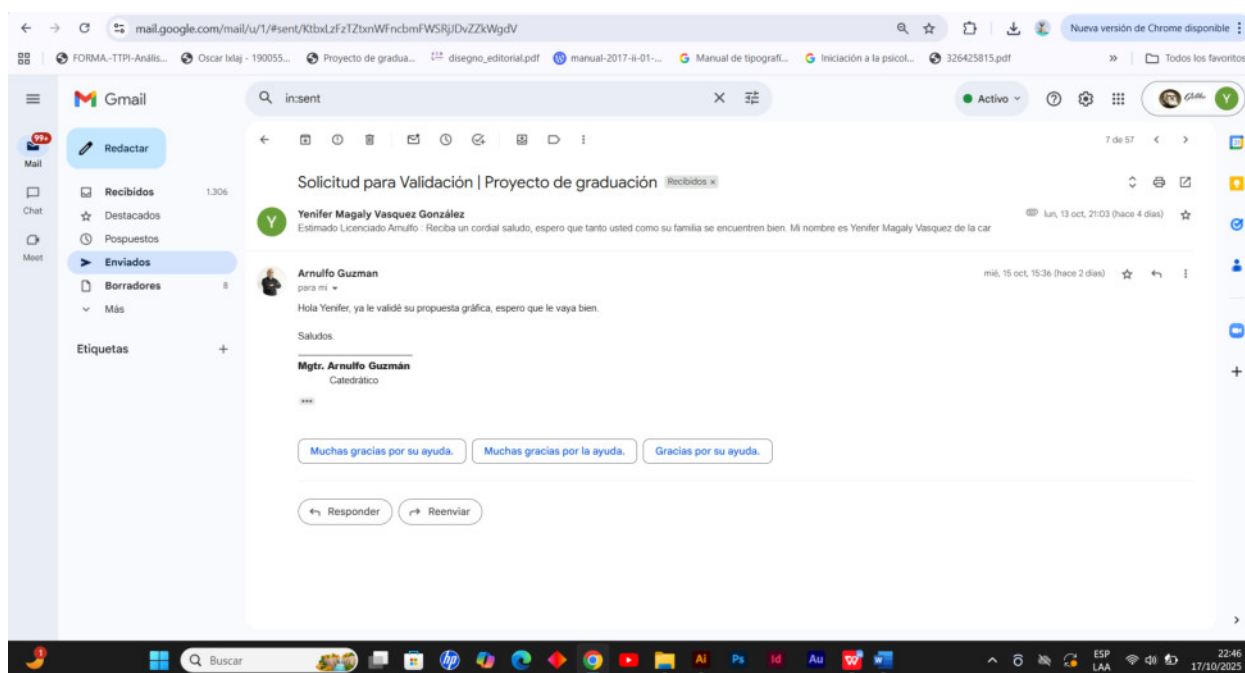 mail.google.com/mail/u/1/#sent/KtbxLzFzTZtxnWFncbmFWSRjJDvZZkWgdV
Nueva versión de Chrome disponible
FORMA.-TTPI-Anális... Oscar Ixlaj - 190055... Proyecto de gradua... disegno_editorial.pdf manual-2017-ii-01-... Manual de tipografí... Iniciación a la psicol... 326425815.pdf » Todos los favoritos
Gmail
in:sent
Activo
Y
99+
Mail
Redactar
7 de 57
Chat
Meet
Recibidos 1.306
Destacados
Pospuestos
Enviados
Borradores 8
Más
Etiquetas +
Solicitud para Validación | Proyecto de graduación Recibidos x
Y
Yenifer Magaly Vasquez González
lun, 13 oct, 21:03 (hace 4 días)
Estimado Licenciado Arnulfo : Reciba un cordial saludo, espero que tanto usted como su familia se encuentren bien. Mi nombre es Yenifer Magaly Vasquez de la car
Arnulfo Guzman
mié, 15 oct, 15:36 (hace 2 días)
para mí
Hola Yenifer, ya le validé su propuesta gráfica, espero que le vaya bien.
Saludos.
Mgtr. Arnulfo Guzmán
Catedrático
Muchas gracias por su ayuda. Muchas gracias por la ayuda. Gracias por su ayuda.
Responder Reenviar
1
Buscar
Ai Ps Id Au
ESP
LAA
22:46
17/10/2025